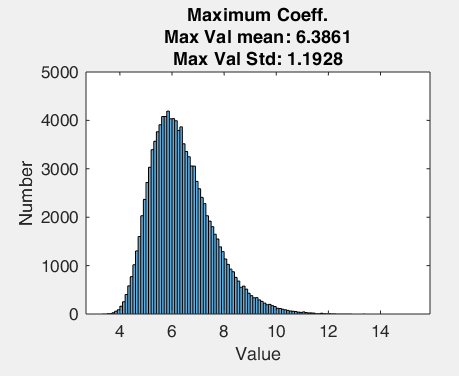 Maximum Coeff.
Max Val mean: 6.3861
Max Val Std: 1.1928
5000
4000
3000
2000
1000
0
Number
4 6 8 10 12 14
Value